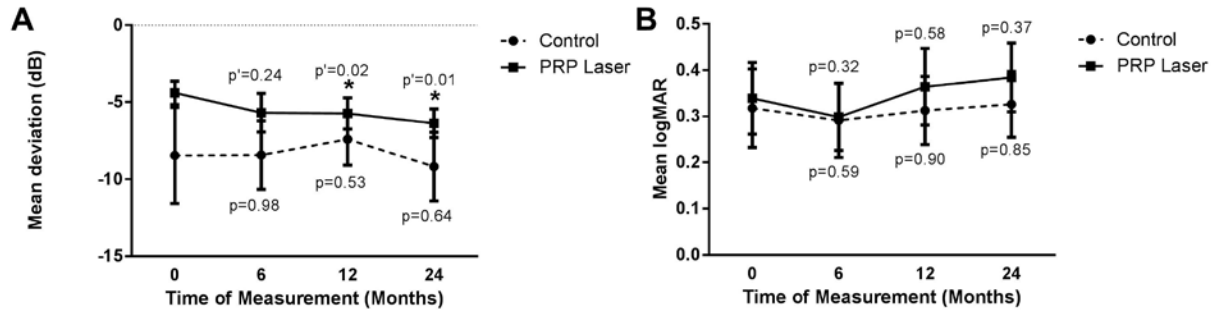 A
Mean deviation (dB)
0
-5
-10
-15
p'=0.24
p'=0.02
p'=0.01
*
*
p=0.98
p=0.53
p=0.64
0
6
12
24
Time of Measurement (Months)
Control
PRP Laser
B
Mean logMAR
0.5
0.4
0.3
0.2
0.1
0.0
p=0.32
p=0.58
p=0.37
p=0.59
p=0.90
p=0.85
0
6
12
24
Time of Measurement (Months)
Control
PRP Laser